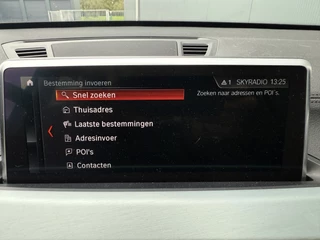 Bestemming invoeren
1 SKYRADIO 13:25
Snel zoeken
Zoeken naar adressen en POI's.
Thuisadres
Laatste bestemmingen
Adresinvoer
POI's
Contacten